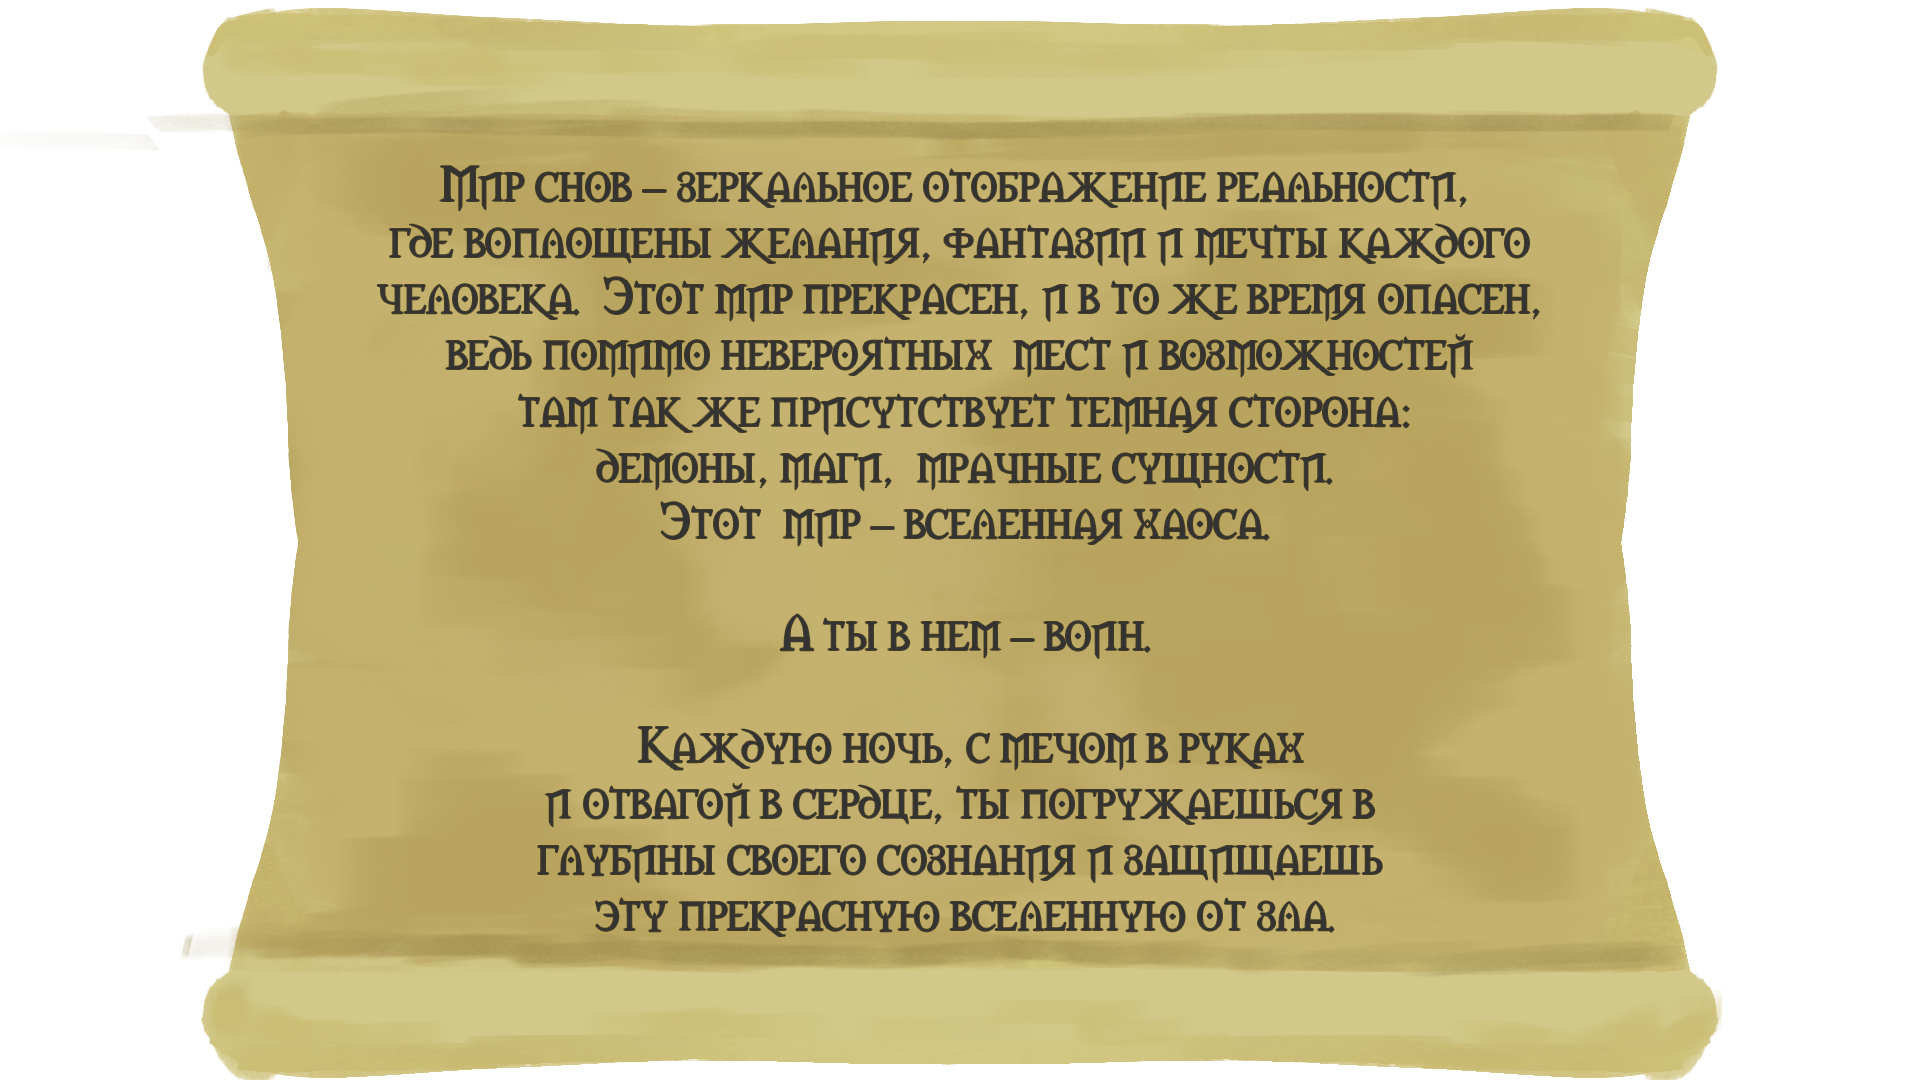 Мир снов – зеркальное отображение реальности,
где воплощены желания, фантазии и мечты каждого
человека. Этот мир прекрасен, и в то же время опасен,
ведь помимо невероятных мест и возможностей
там так же присутствует темная сторона:
демоны, маги, мрачные сущности.
Этот мир – вселенная хаоса.
А ты в нем – воин.
Каждую ночь, с мечом в руках
и отвагой в сердце, ты погружаешься в
глубины своего сознания и защищаешь
эту прекрасную вселенную от зла.